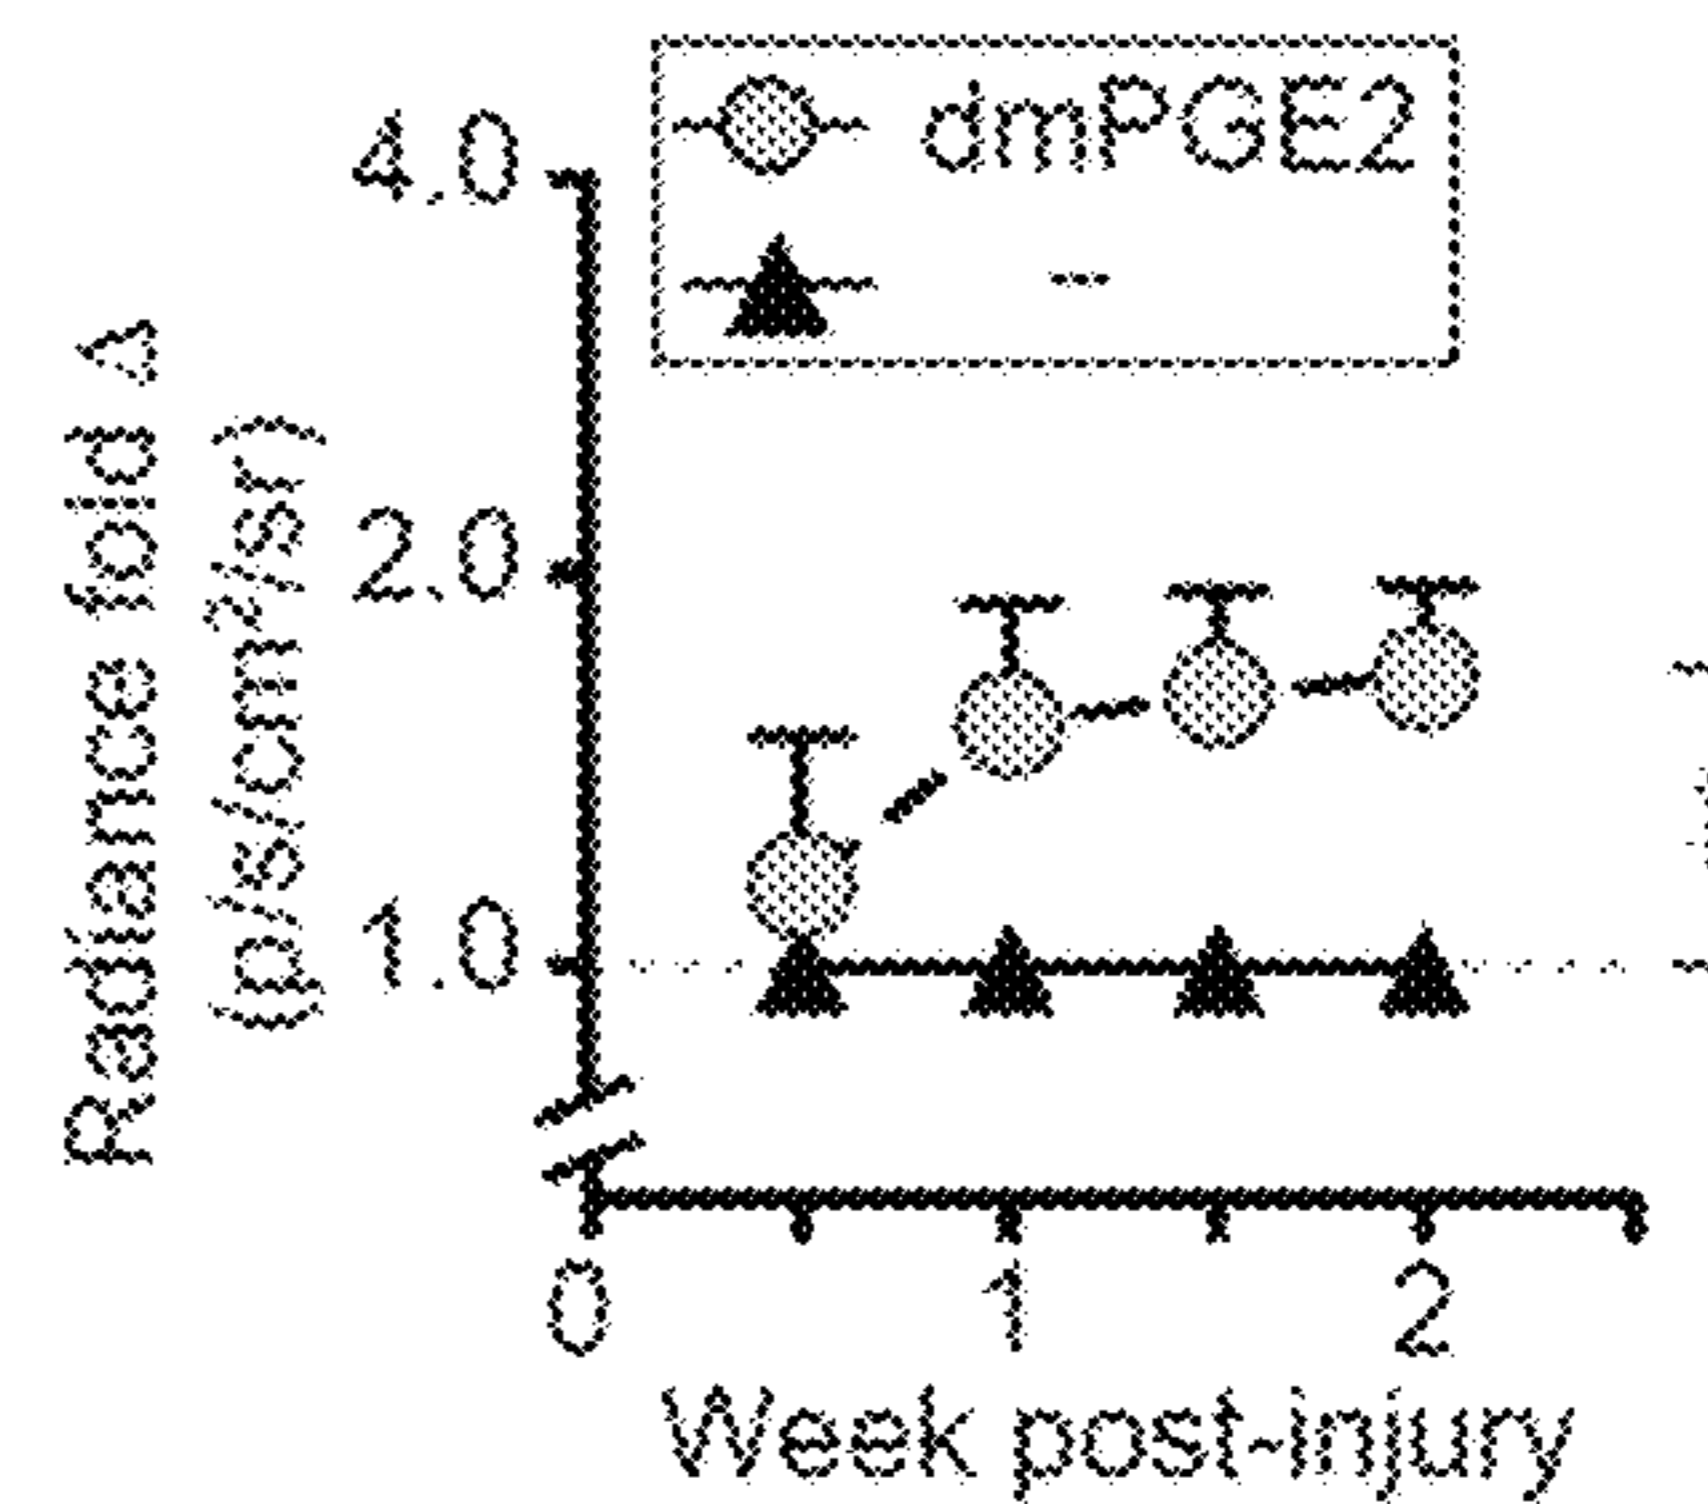 dmPGE2
-
4.0
2.0
1.0
Radiance fold Δ
(p/s/cm²/sr)
0 1 2
Week post-injury